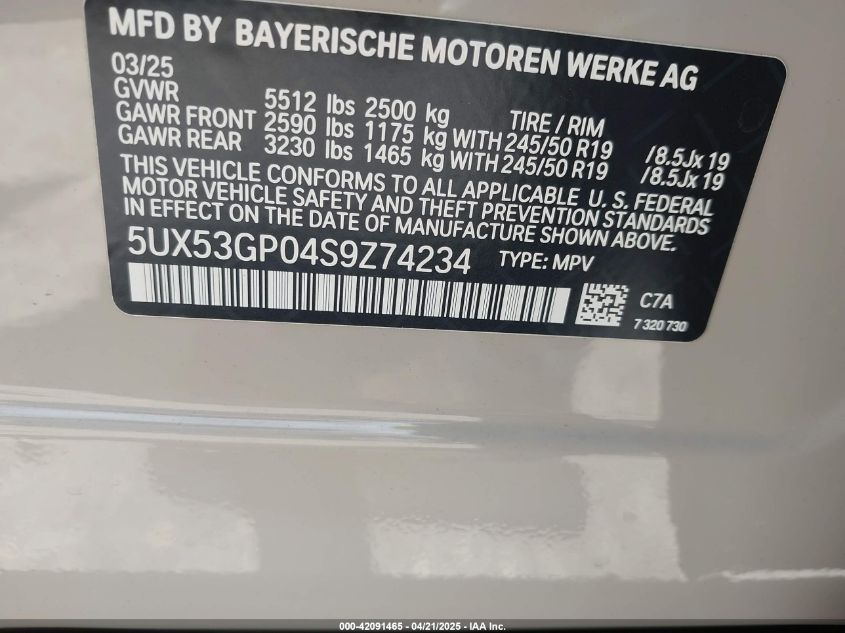 MFD BY BAYERISCHE MOTOREN WERKE AG
03/25
GVWR 5512 lbs 2500 kg TIRE / RIM
GAWR FRONT 2590 lbs 1175 kg WITH 245/50 R19 /8.5Jx 19
GAWR REAR 3230 lbs 1465 kg WITH 245/50 R19 /8.5Jx 19
THIS VEHICLE CONFORMS TO ALL APPLICABLE U. S. FEDERAL
MOTOR VEHICLE SAFETY AND THEFT PREVENTION STANDARDS
IN EFFECT ON THE DATE OF MANUFACTURE SHOWN ABOVE.
5UX53GP04S9Z74234 TYPE: MPV
C7A
7 320 730
000-42091465 - 04/21/2025 - IAA Inc.